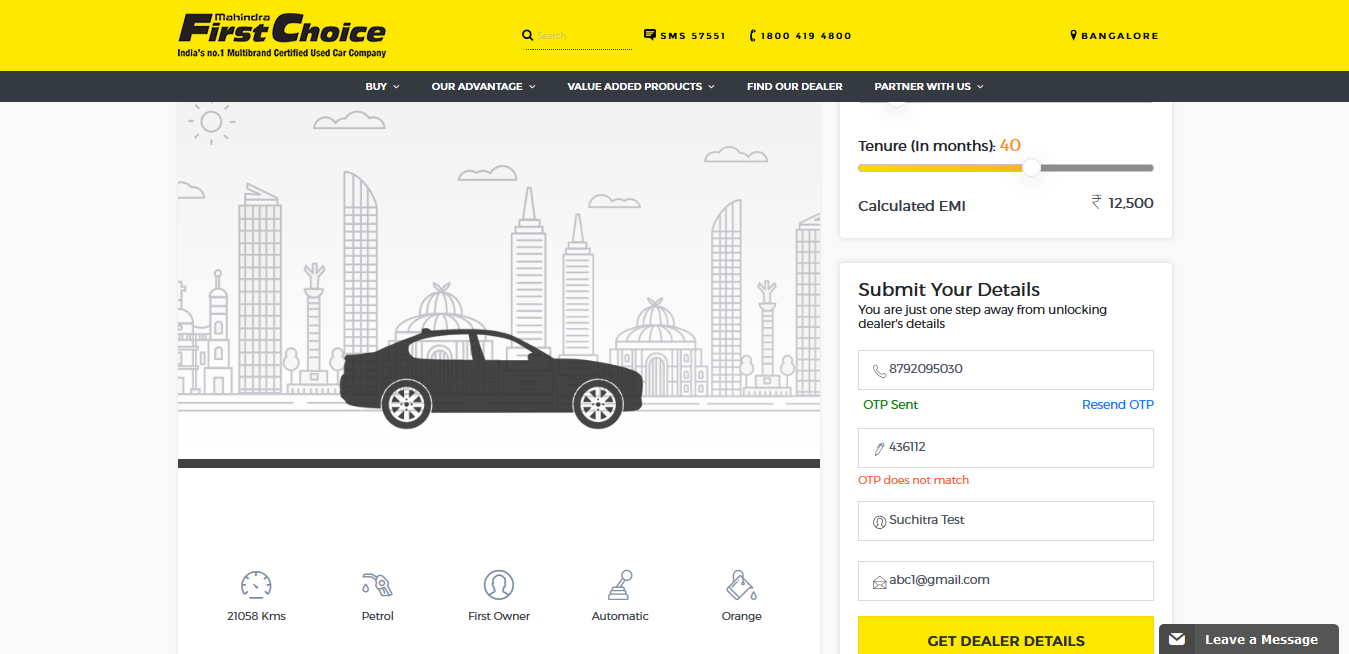 Mahindra
First Choice
India's no.1 Multibrand Certified Used Car Company
Search
SMS 57551
1800 419 4800
BANGALORE
BUY
OUR ADVANTAGE
VALUE ADDED PRODUCTS
FIND OUR DEALER
PARTNER WITH US
Tenure (In months): 40
Calculated EMI
₹ 12,500
Submit Your Details
You are just one step away from unlocking
dealer's details
8792095030
OTP Sent
Resend OTP
436112
OTP does not match
Suchitra Test
abc1@gmail.com
GET DEALER DETAILS
21058 Kms
Petrol
First Owner
Automatic
Orange
Leave a Message